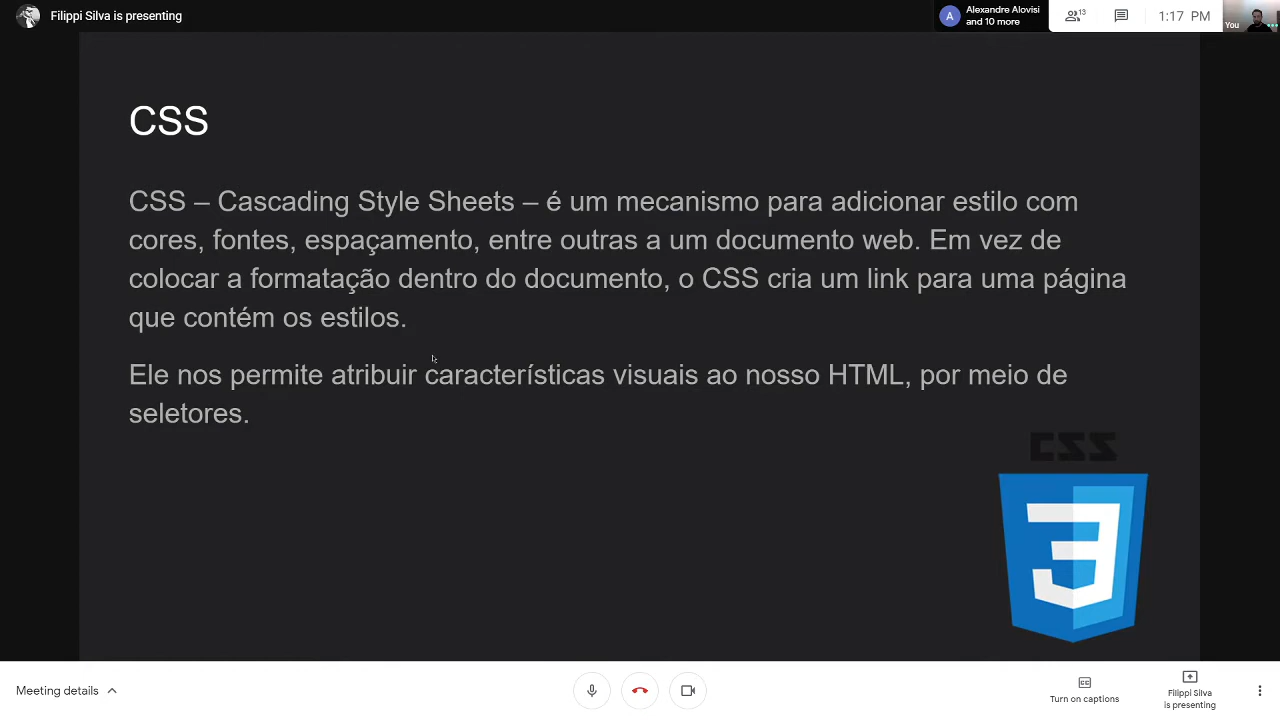 Filippi Silva is presenting
A
Alexandre Alovisi
and 10 more
13
1:17 PM
You
CSS
CSS – Cascading Style Sheets – é um mecanismo para adicionar estilo com
cores, fontes, espaçamento, entre outras a um documento web. Em vez de
colocar a formatação dentro do documento, o CSS cria um link para uma página
que contém os estilos.
Ele nos permite atribuir características visuais ao nosso HTML, por meio de
seletores.
CSS
3
Meeting details
Turn on captions
Filippi Silva
is presenting